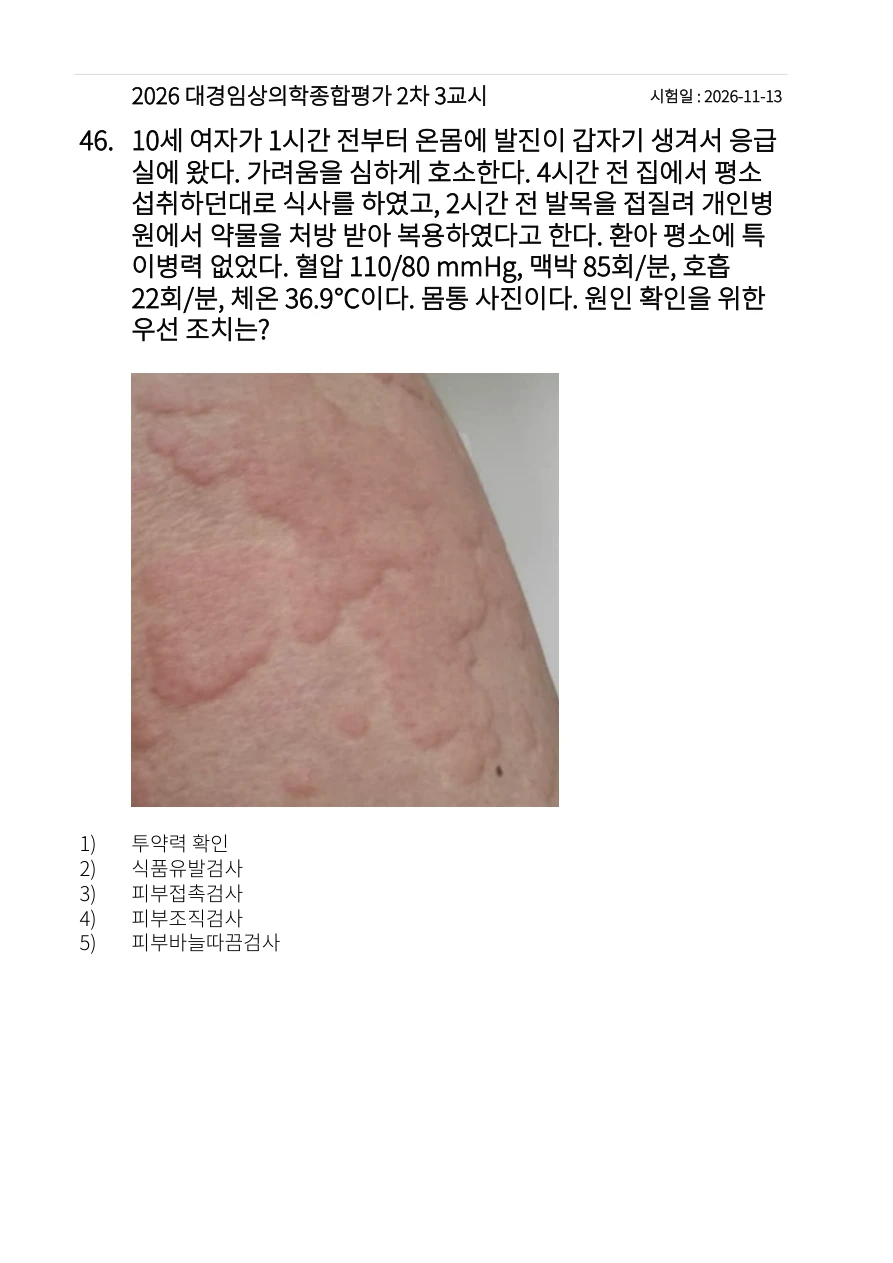 2026 대경임상의학종합평가 2차 3교시
시험일 : 2026-11-13
46. 10세 여자가 1시간 전부터 온몸에 발진이 갑자기 생겨서 응급
실에 왔다. 가려움을 심하게 호소한다. 4시간 전 집에서 평소
섭취하던대로 식사를 하였고, 2시간 전 발목을 접질려 개인병
원에서 약물을 처방 받아 복용하였다고 한다. 환아 평소에 특
이병력 없었다. 혈압 110/80 mmHg, 맥박 85회/분, 호흡
22회/분, 체온 36.9℃이다. 몸통 사진이다. 원인 확인을 위한
우선 조치는?
1) 투약력 확인
2) 식품유발검사
3) 피부접촉검사
4) 피부조직검사
5) 피부바늘따끔검사